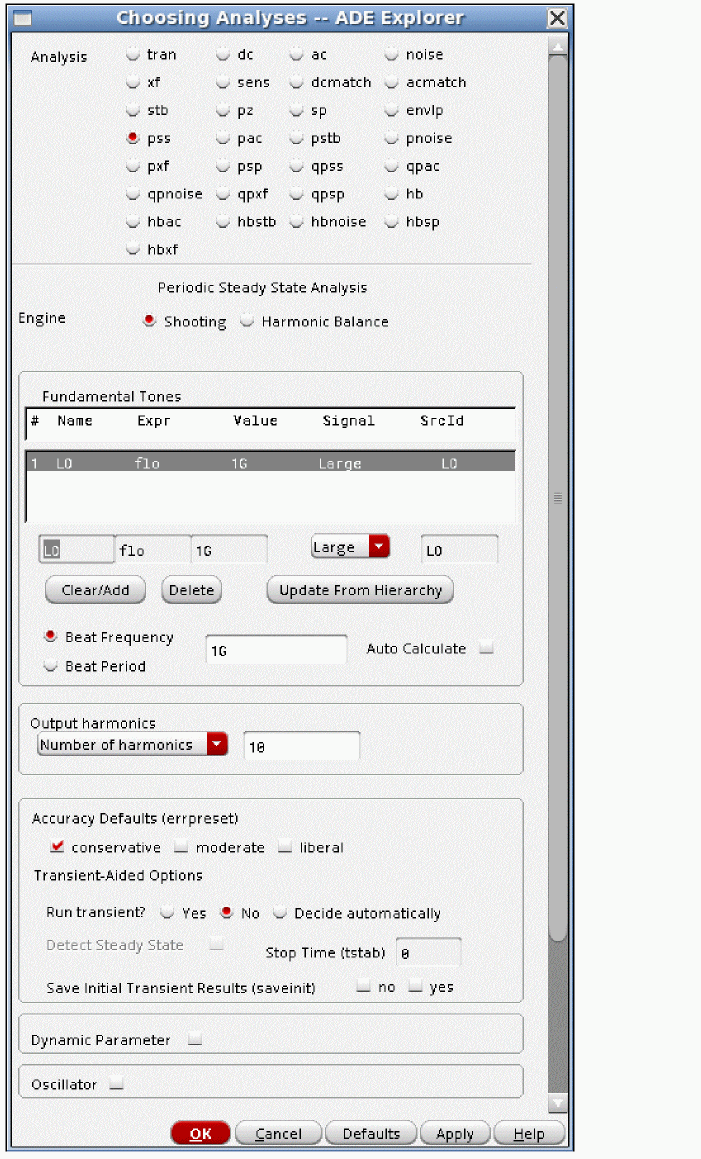 Choosing Analyses -- ADE Explorer
Analysis tran dc ac noise
xf sens dcmatch acmatch
stb pz sp envlp
pss pac pstb pnoise
pxf psp qpss qpac
qpnoise qpxf qpsp hb
hbac hbstb hbnoise hbsp
hbxf
Periodic Steady State Analysis
Engine Shooting Harmonic Balance
Fundamental Tones
# Name Expr Value Signal SrcId
1 LO flo 1G Large LO
LO flo 1G Large LO
Clear/Add Delete Update From Hierarchy
Beat Frequency
1G Auto Calculate
Beat Period
Output harmonics
Number of harmonics 10
Accuracy Defaults (errpreset)
conservative moderate liberal
Transient-Aided Options
Run transient? Yes No Decide automatically
Detect Steady State Stop Time (tstab) 0
Save Initial Transient Results (saveinit) no yes
Dynamic Parameter
Oscillator
OK Cancel Defaults Apply Help